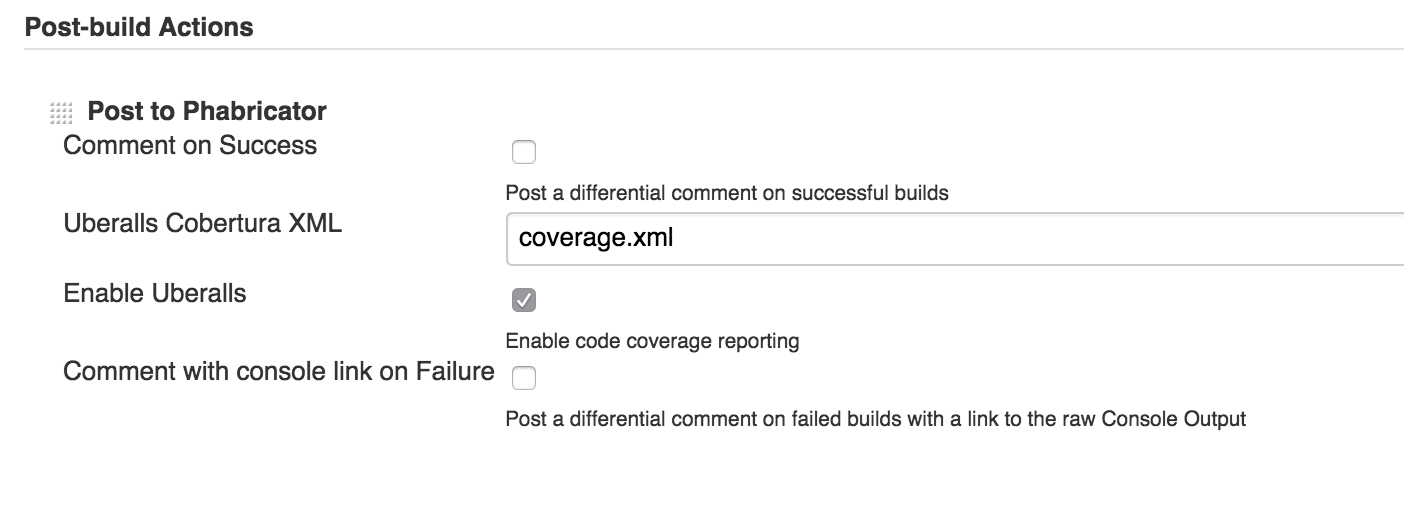 Post-build Actions
Post to Phabricator
Comment on Success
Post a differential comment on successful builds
Uberalls Cobertura XML
coverage.xml
Enable Uberalls
Enable code coverage reporting
Comment with console link on Failure
Post a differential comment on failed builds with a link to the raw Console Output